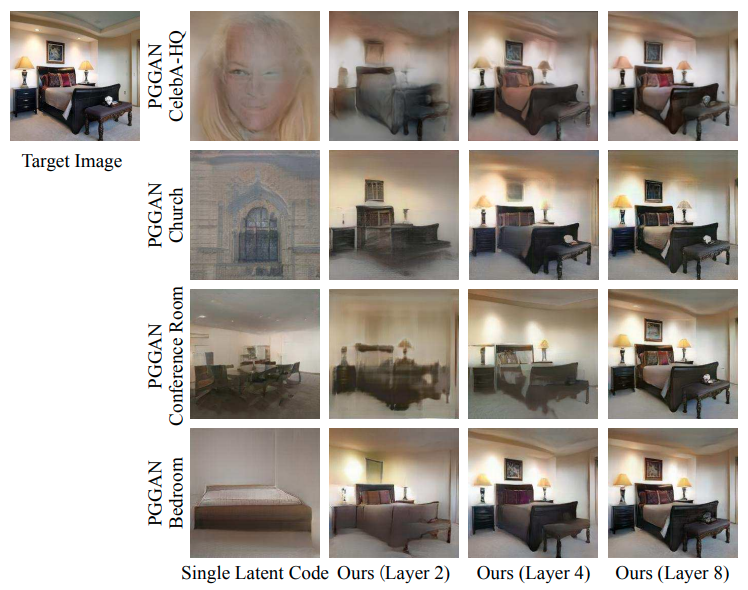 Target Image
PGGAN
CelebA-HQ
PGGAN
Church
PGGAN
Conference Room
PGGAN
Bedroom
Single Latent Code
Ours (Layer 2)
Ours (Layer 4)
Ours (Layer 8)